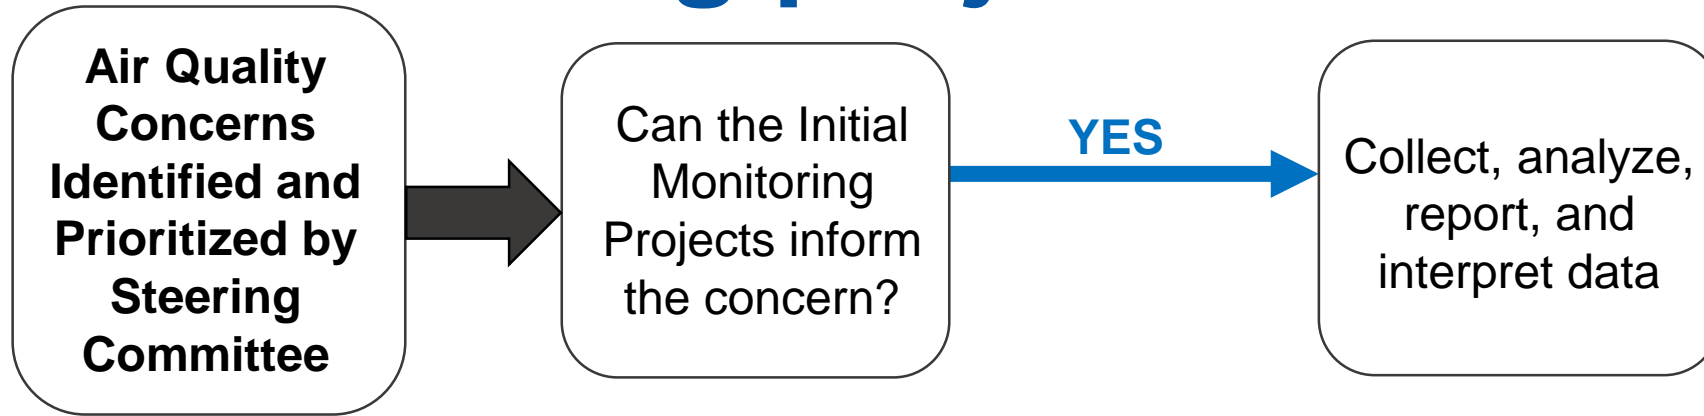 Air Quality
Concerns
Identified and
Prioritized by
Steering
Committee
Can the Initial
Monitoring
Projects inform
the concern?
YES
Collect, analyze,
report, and
interpret data